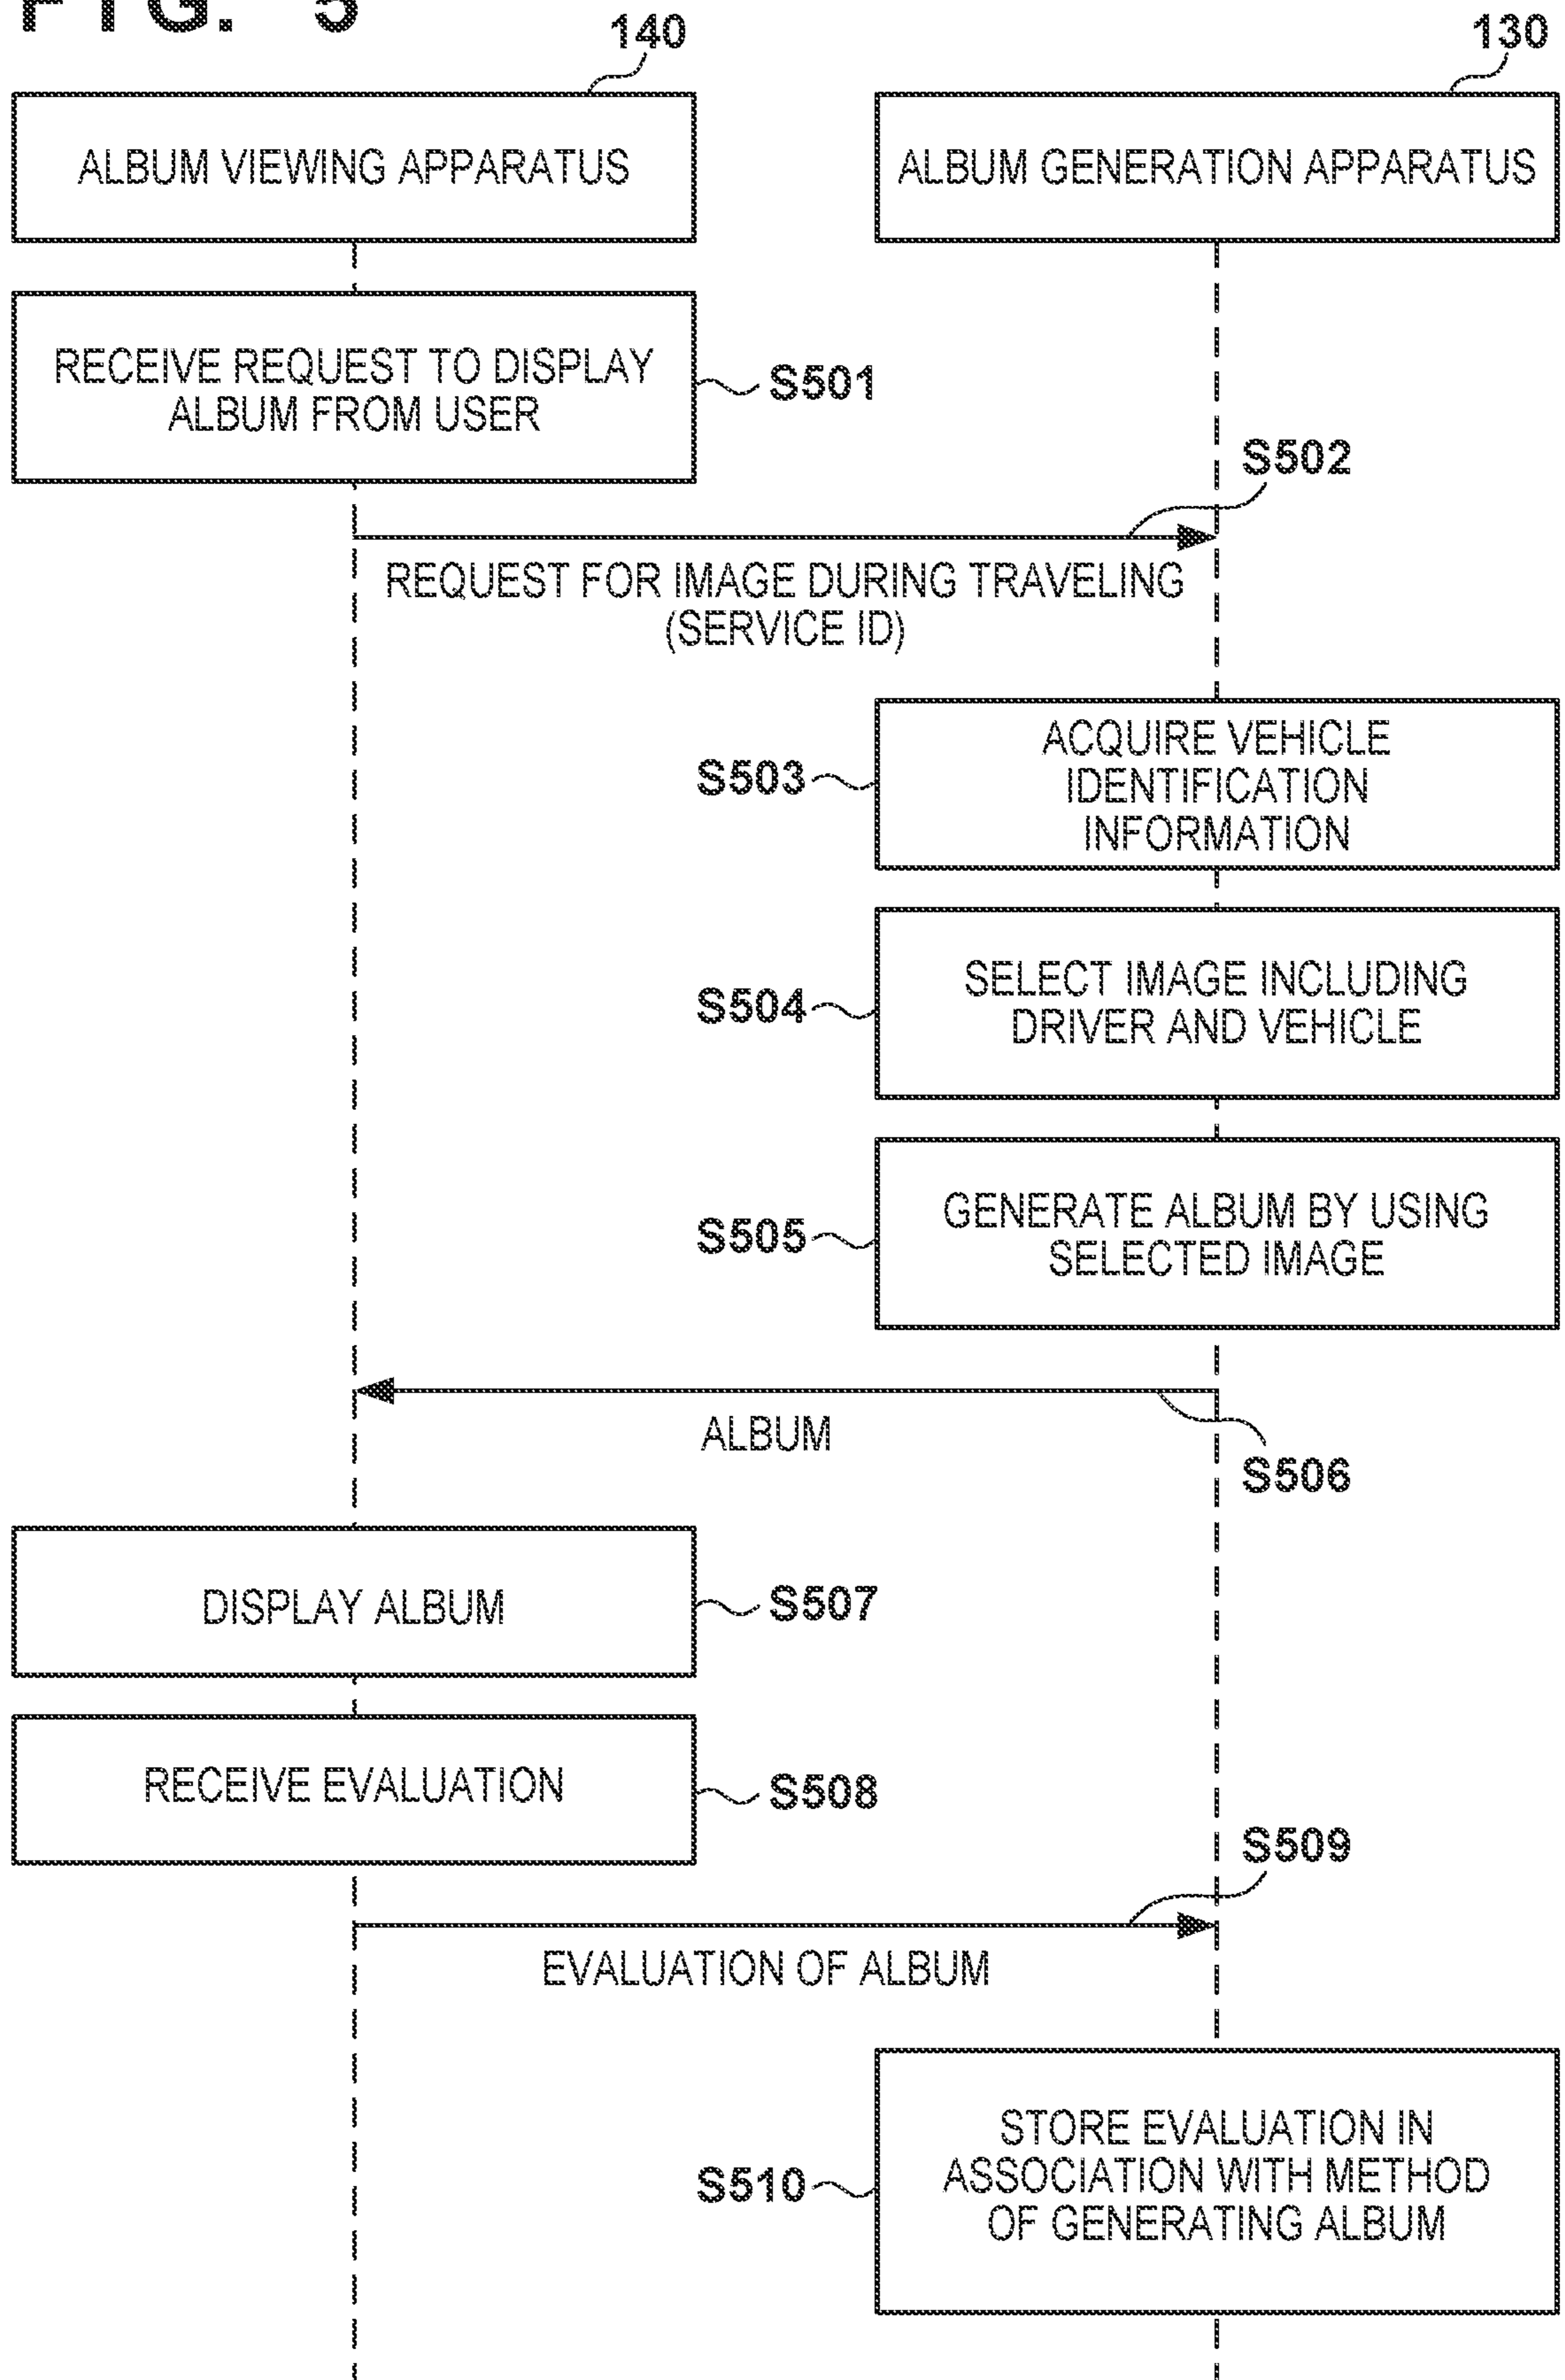 FIG. 5
140
130
ALBUM VIEWING APPARATUS
ALBUM GENERATION APPARATUS
RECEIVE REQUEST TO DISPLAY
ALBUM FROM USER
S501
S502
REQUEST FOR IMAGE DURING TRAVELING
(SERVICE ID)
S503
ACQUIRE VEHICLE
IDENTIFICATION
INFORMATION
S504
SELECT IMAGE INCLUDING
DRIVER AND VEHICLE
S505
GENERATE ALBUM BY USING
SELECTED IMAGE
ALBUM
S506
DISPLAY ALBUM
S507
RECEIVE EVALUATION
S508
S509
EVALUATION OF ALBUM
S510
STORE EVALUATION IN
ASSOCIATION WITH METHOD
OF GENERATING ALBUM